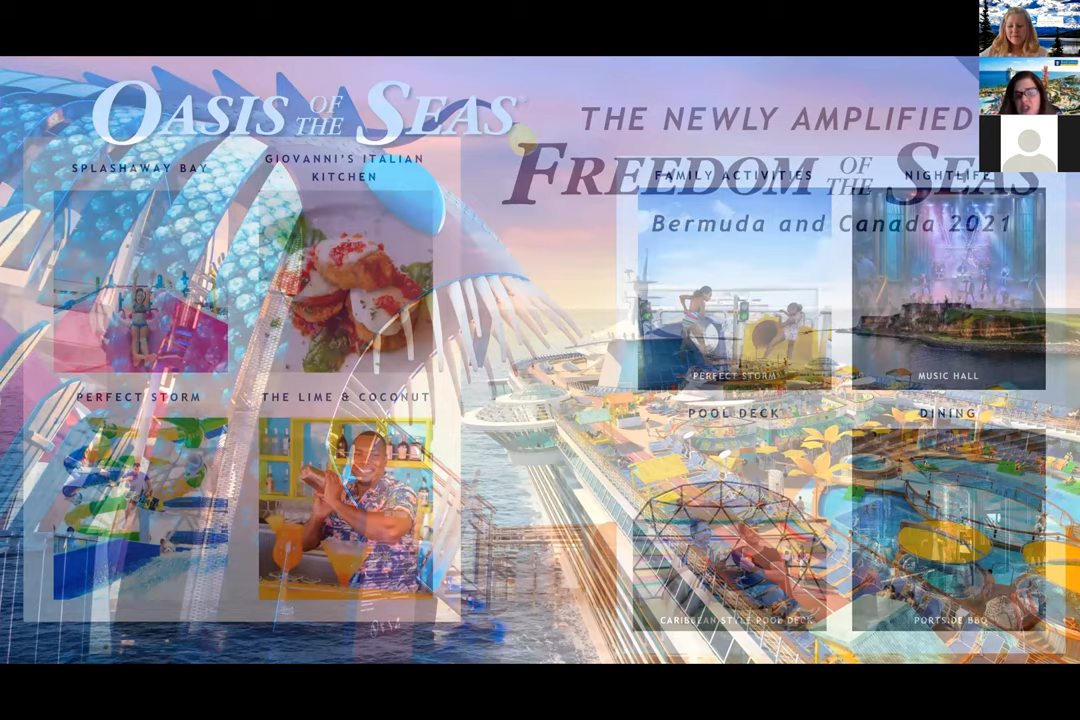 OASIS OF THE SEAS
SPLASHAWAY BAY
GIOVANNI'S ITALIAN
KITCHEN
PERFECT STORM
THE LIME & COCONUT
THE NEWLY AMPLIFIED
FREEDOM OF THE SEAS
FAMILY ACTIVITIES
NIGHTLIFE
Bermuda and Canada 2021
PERFECT STORM
MUSIC HALL
POOL DECK
DINING
CARIBBEAN STYLE POOL DECK
PORTSIDE BBQ